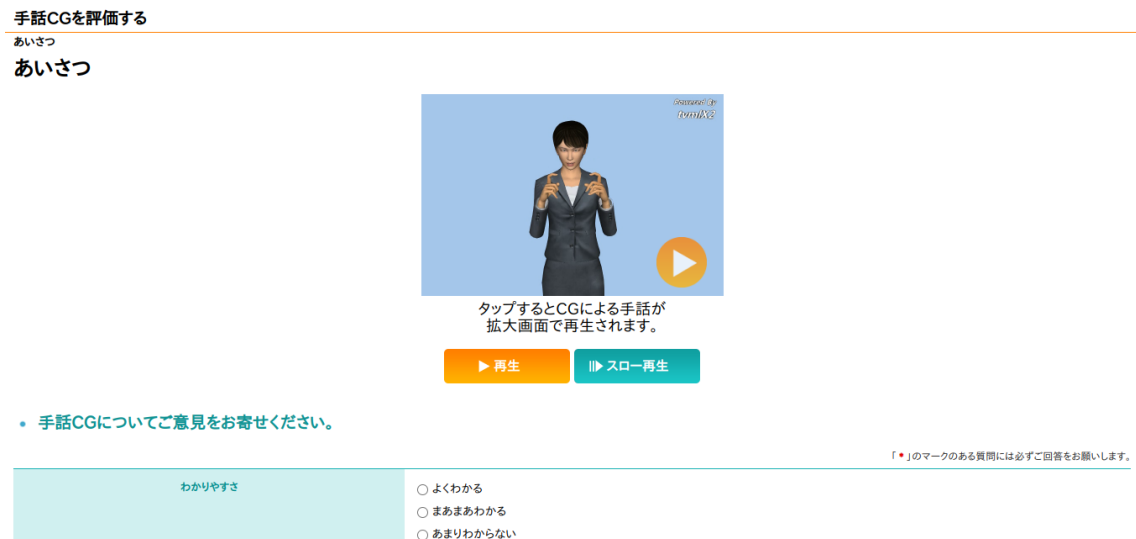 手話CGを評価する
あいさつ
あいさつ
Powered By
tvmlX2
タップするとCGによる手話が
拡大画面で再生されます。
再生
スロー再生
手話CGについてご意見をお寄せください。
「 * 」のマークのある質問には必ずご回答をお願いします。
わかりやすさ
よくわかる
まあまあわかる
あまりわからない